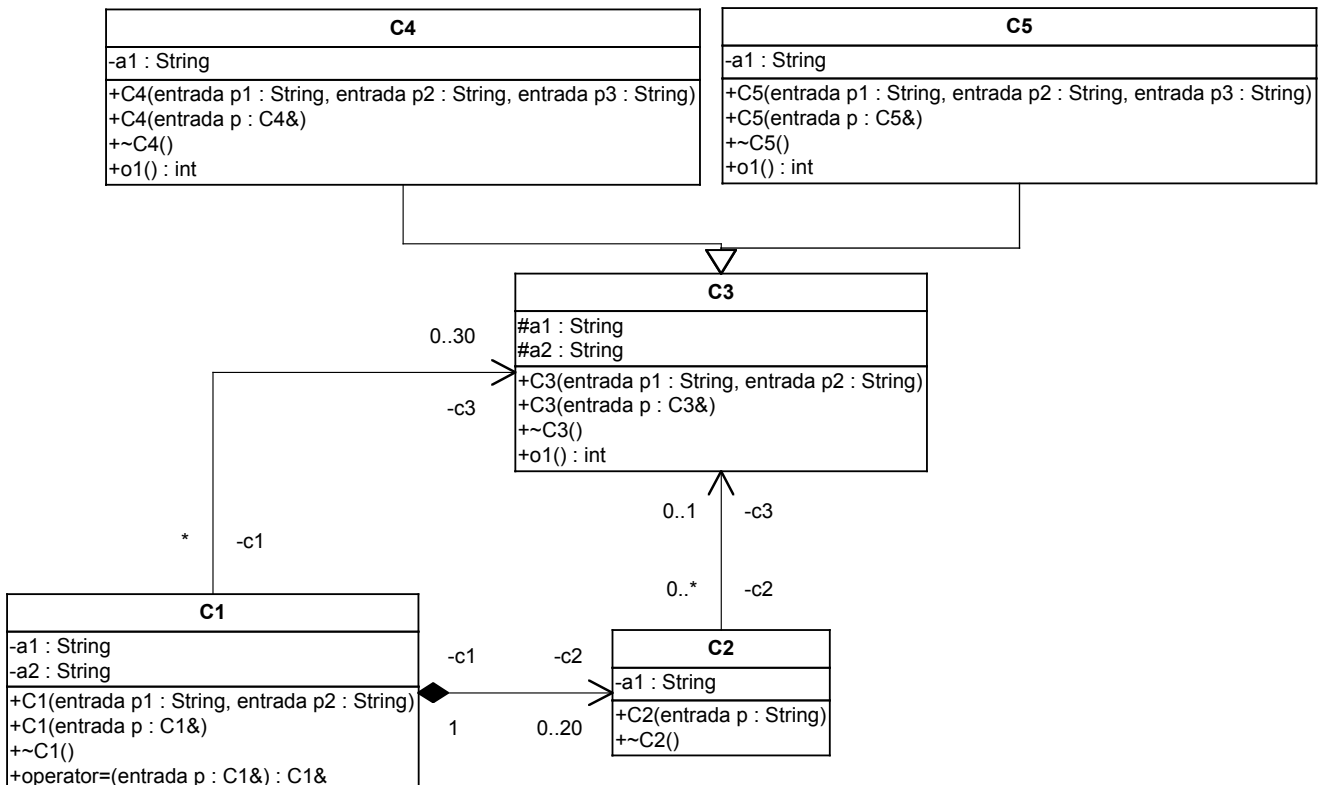 C4
-a1 : String
+C4(entrada p1 : String, entrada p2 : String, entrada p3 : String)
+C4(entrada p : C4&)
+~C4()
+o1() : int
C5
-a1 : String
+C5(entrada p1 : String, entrada p2 : String, entrada p3 : String)
+C5(entrada p : C5&)
+~C5()
+o1() : int
C3
#a1 : String
#a2 : String
+C3(entrada p1 : String, entrada p2 : String)
+C3(entrada p : C3&)
+~C3()
+o1() : int
0..30
-c3
* -c1
0..1 -c3
0..* -c2
C1
-a1 : String
-a2 : String
+C1(entrada p1 : String, entrada p2 : String)
+C1(entrada p : C1&)
+~C1()
+operator=(entrada p : C1&) : C1&
-c1 -c2
1 0..20
C2
-a1 : String
+C2(entrada p : String)
+~C2()